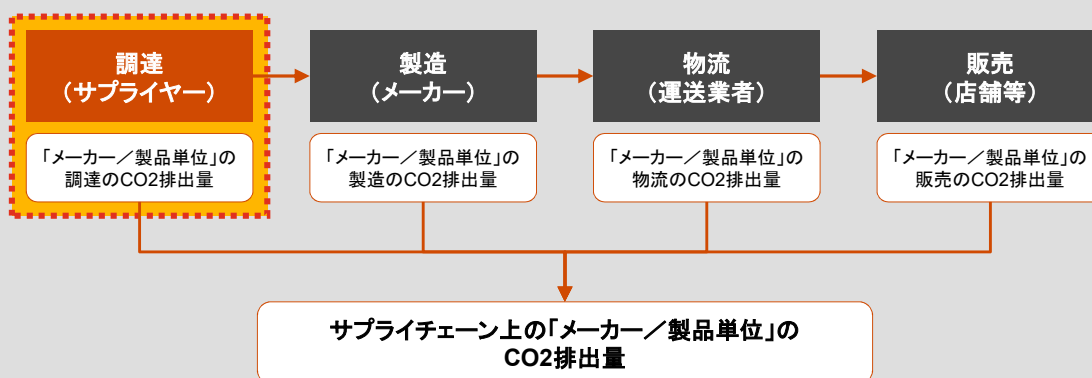 調達
（サプライヤー）
製造
（メーカー）
物流
（運送業者）
販売
（店舗等）
「メーカー／製品単位」の
調達のCO2排出量
「メーカー／製品単位」の
製造のCO2排出量
「メーカー／製品単位」の
物流のCO2排出量
「メーカー／製品単位」の
販売のCO2排出量
サプライチェーン上の「メーカー／製品単位」の
CO2排出量